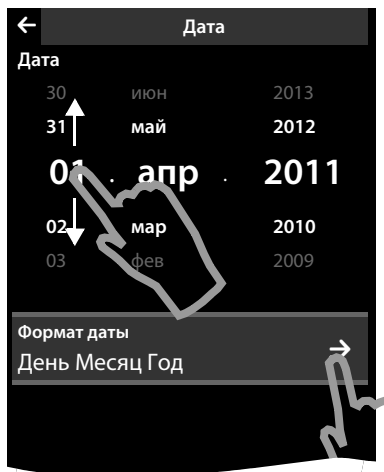 Дата
Дата
30 июн 2013
31 май 2012
01 . апр . 2011
02 мар 2010
03 фев 2009
Формат даты
День Месяц Год